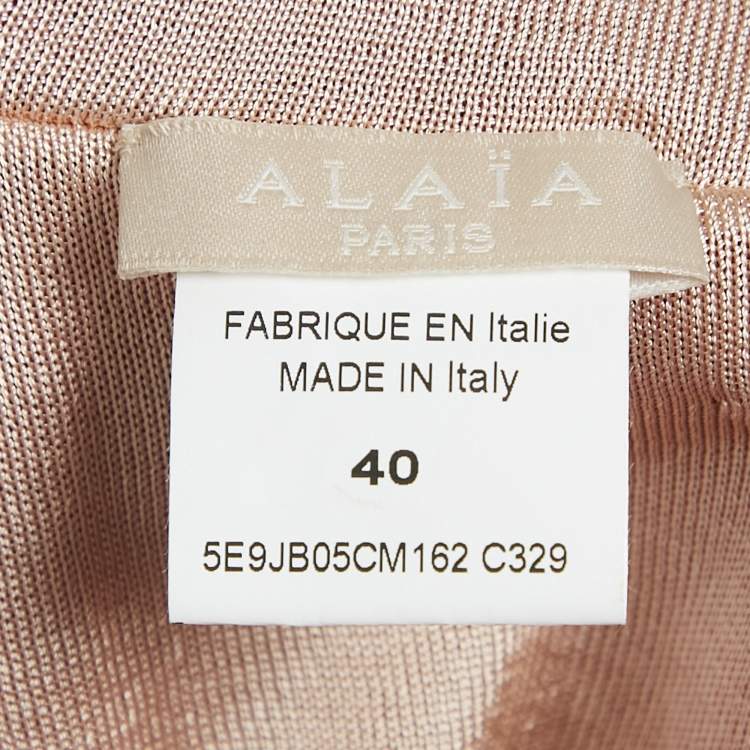 ALAÏA
PARIS
FABRIQUE EN Italie
MADE IN Italy
40
5E9JB05CM162 C329